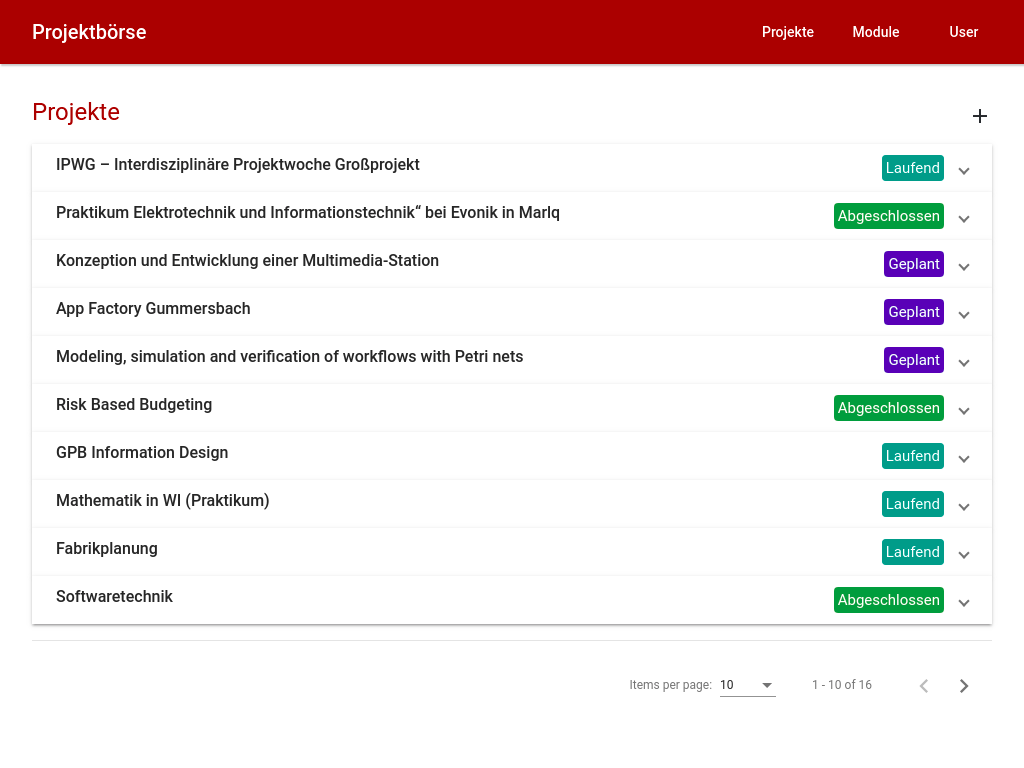 Projektbörse Projekte Module User
Projekte
IPWG – Interdisziplinäre Projektwoche Großprojekt Laufend
Praktikum Elektrotechnik und Informationstechnik“ bei Evonik in Marlq Abgeschlossen
Konzeption und Entwicklung einer Multimedia-Station Geplant
App Factory Gummersbach Geplant
Modeling, simulation and verification of workflows with Petri nets Geplant
Risk Based Budgeting Abgeschlossen
GPB Information Design Laufend
Mathematik in WI (Praktikum) Laufend
Fabrikplanung Laufend
Softwaretechnik Abgeschlossen
Items per page: 10 1 - 10 of 16